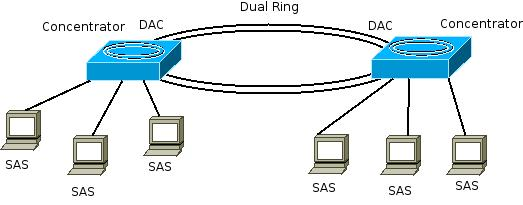 Dual Ring
Concentrator DAC
DAC Concentrator
SAS
SAS
SAS
SAS
SAS
SAS